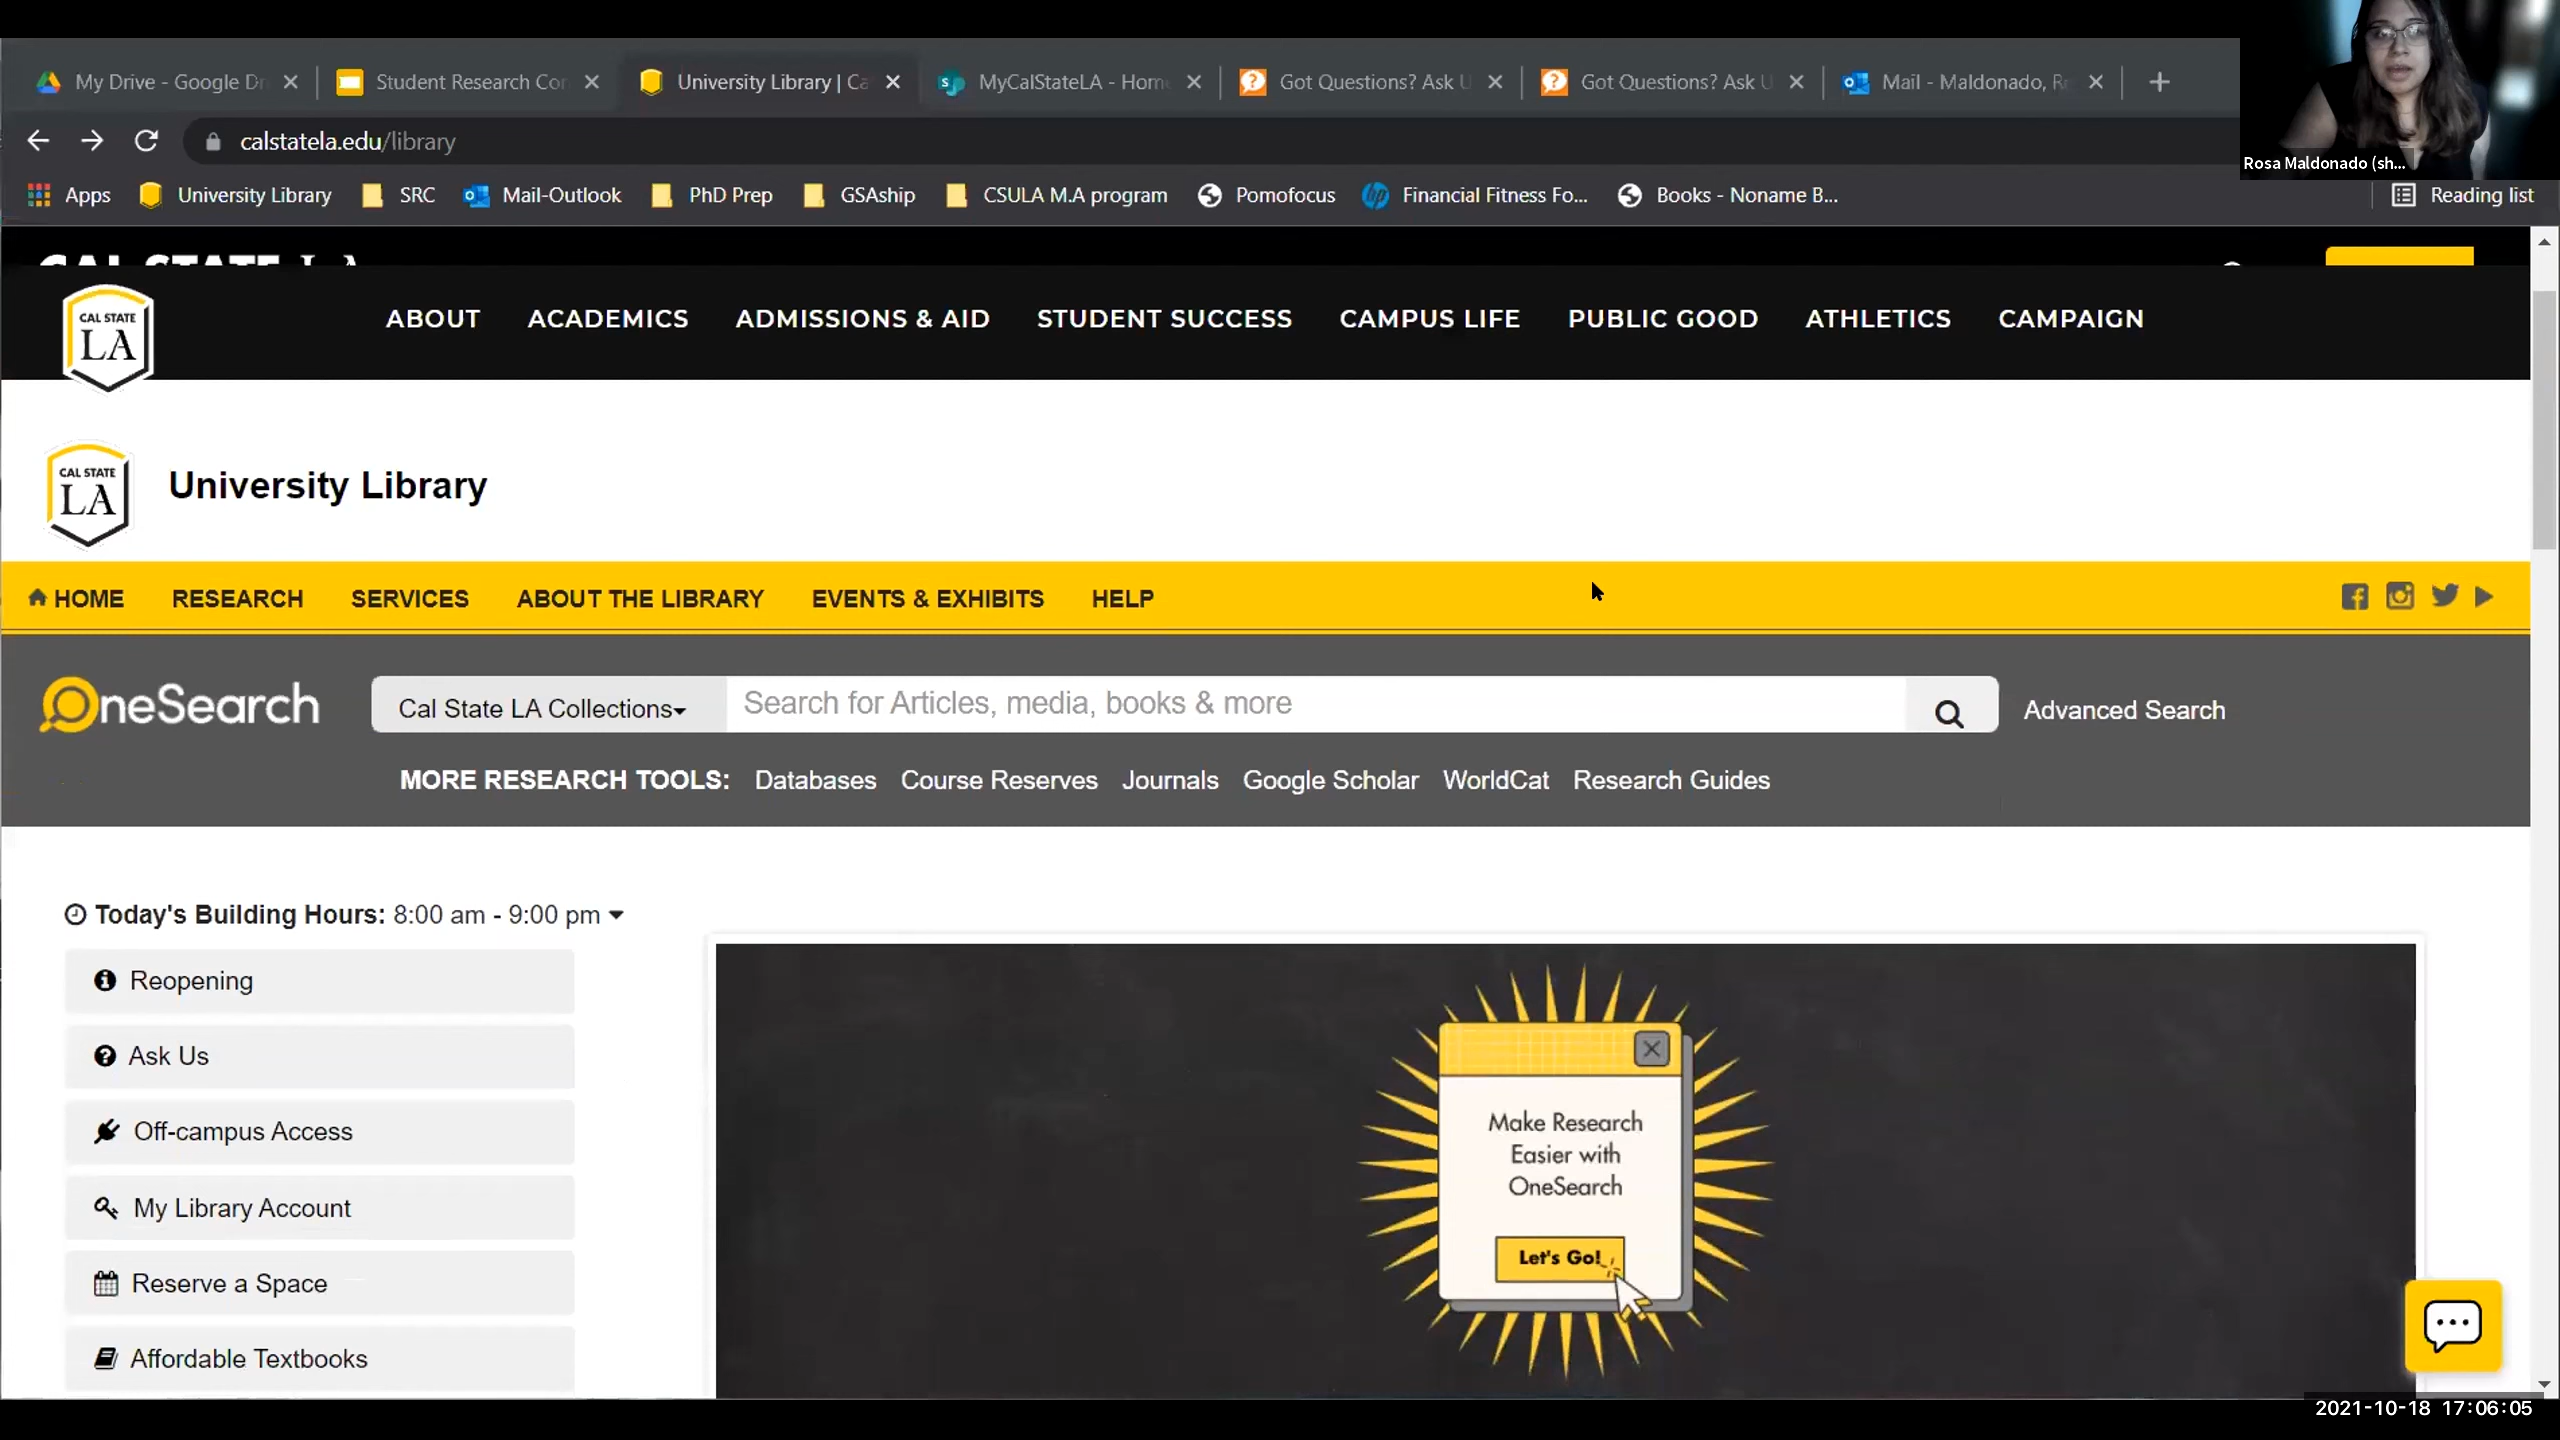 My Drive - Google Dr
Student Research Con
University Library | Ca
MyCalStateLA - Home
Got Questions? Ask U
Got Questions? Ask U
Mail - Maldonado, Ro
Rosa Maldonado (sh...
calstatela.edu/library
Apps
University Library
SRC
Mail-Outlook
PhD Prep
GSAship
CSULA M.A program
Pomofocus
Financial Fitness Fo...
Books - Noname B...
Reading list
CAL STATE LA
CAL STATE
LA
ABOUT
ACADEMICS
ADMISSIONS & AID
STUDENT SUCCESS
CAMPUS LIFE
PUBLIC GOOD
ATHLETICS
CAMPAIGN
CAL STATE
LA
University Library
HOME
RESEARCH
SERVICES
ABOUT THE LIBRARY
EVENTS & EXHIBITS
HELP
OneSearch
Cal State LA Collections
Search for Articles, media, books & more
Advanced Search
MORE RESEARCH TOOLS: Databases Course Reserves Journals Google Scholar WorldCat Research Guides
Today's Building Hours: 8:00 am - 9:00 pm
Reopening
Ask Us
Off-campus Access
My Library Account
Reserve a Space
Affordable Textbooks
Make Research
Easier with
OneSearch
Let's Go!
2021-10-18 17:06:05